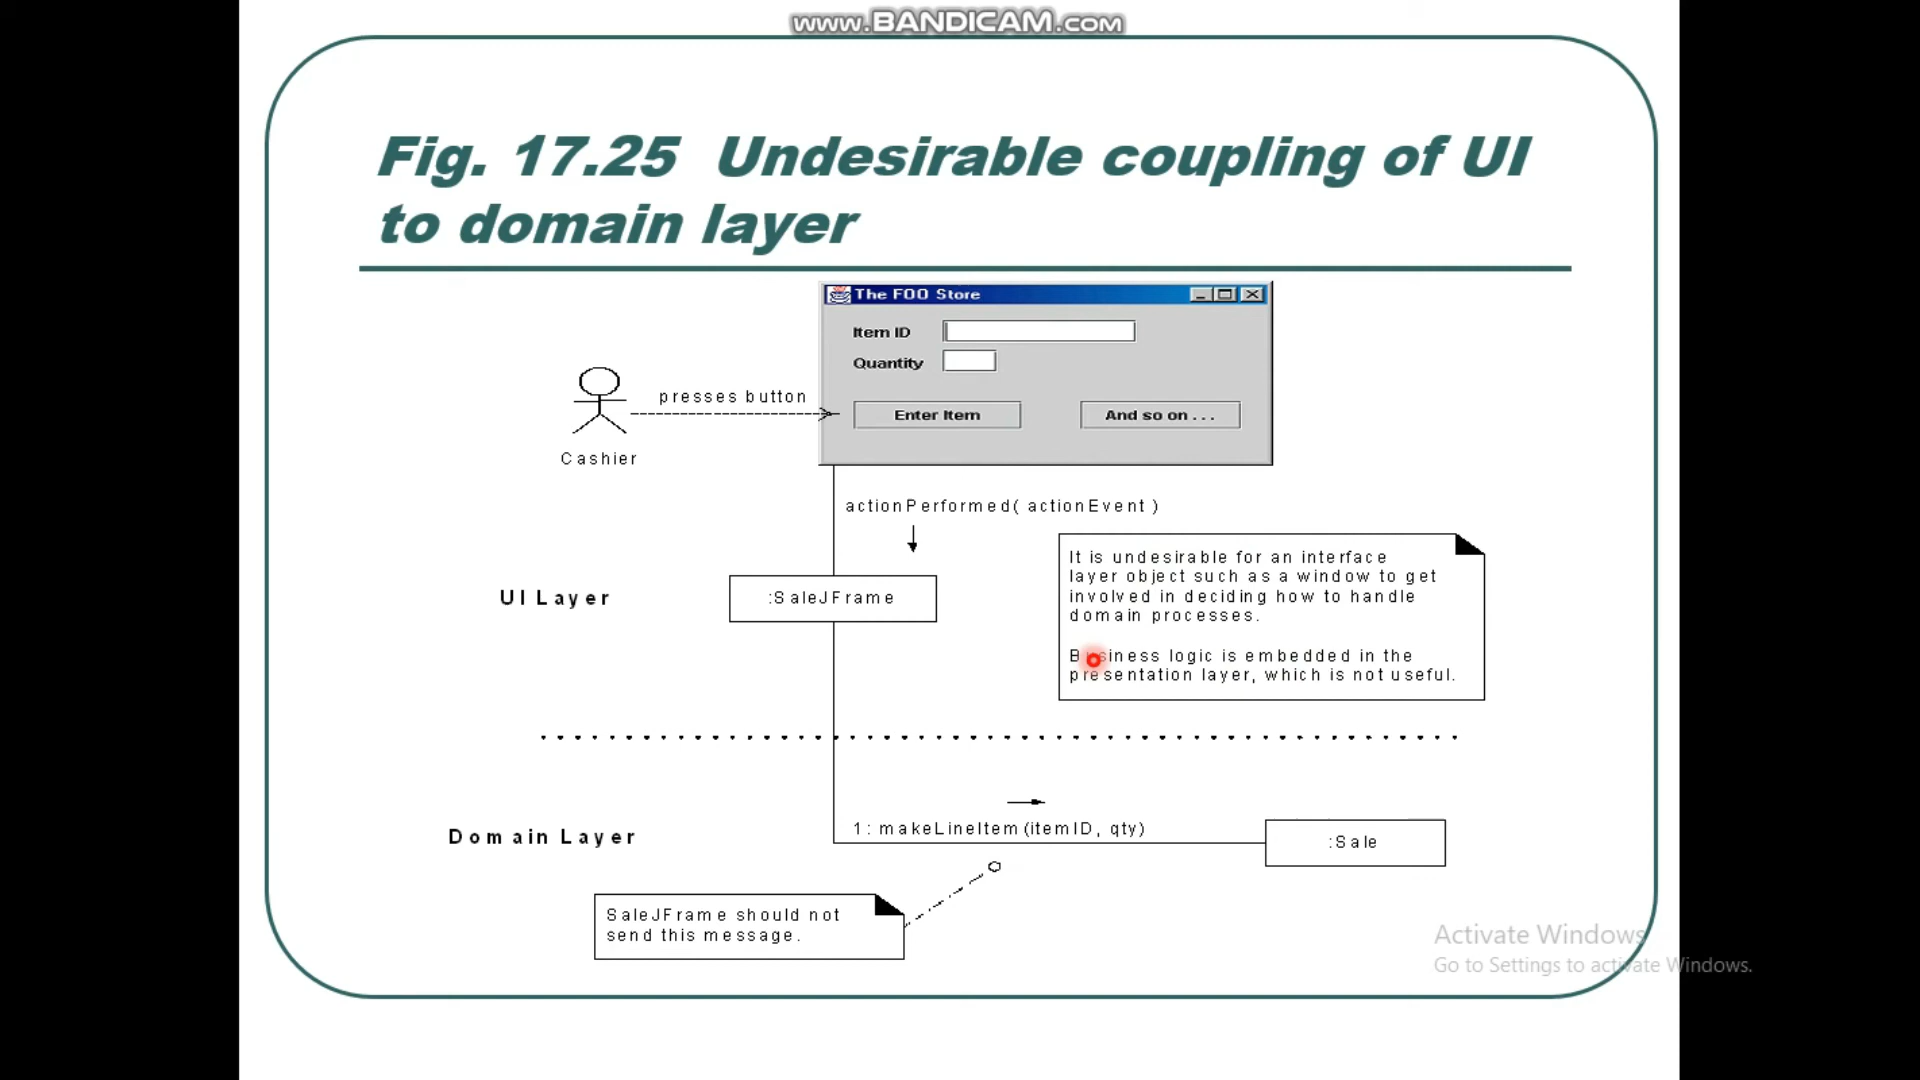 www.BANDICAM.com
Fig. 17.25 Undesirable coupling of UI
to domain layer
The FOO Store
Item ID
Quantity
presses button
Enter Item
And so on . . .
Cashier
actionPerformed( actionEvent )
It is undesirable for an interface
layer object such as a window to get
involved in deciding how to handle
domain processes.
UI Layer
:SaleJFrame
Business logic is embedded in the
presentation layer, which is not useful.
1: makeLineItem(itemID, qty)
Domain Layer
:Sale
SaleJFrame should not
send this message.
Activate Windows
Go to Settings to activate Windows.